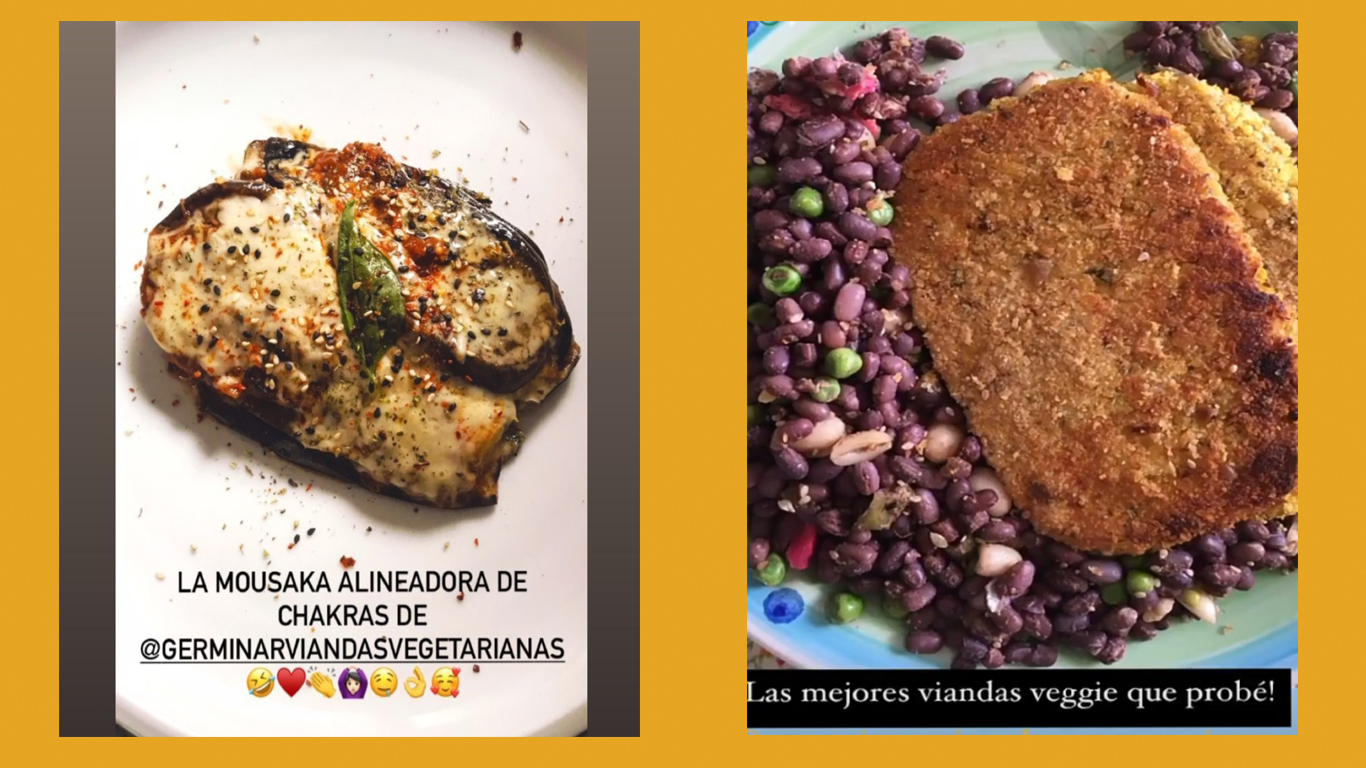 LA MOUSAKA ALINEADORA DE
CHAKRAS DE
@GERMINARVIANDASVEGETARIANAS
🤣❤️👏🙆🏻‍♀️🤤👌🥰
Las mejores viandas veggie que probé!